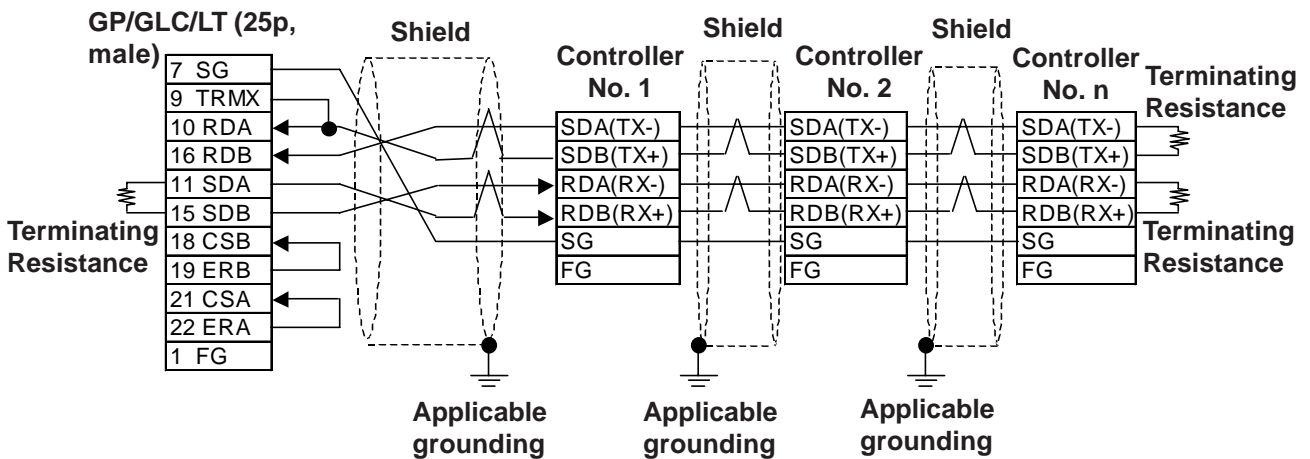 GP/GLC/LT (25p,
male)
Shield
Shield
Shield
Controller
No. 1
Controller
No. 2
Controller
No. n
Terminating
Resistance
7 SG
9 TRMX
10 RDA
16 RDB
11 SDA
15 SDB
18 CSB
19 ERB
21 CSA
22 ERA
1 FG
Terminating
Resistance
SDA(TX-)
SDB(TX+)
RDA(RX-)
RDB(RX+)
SG
FG
SDA(TX-)
SDB(TX+)
RDA(RX-)
RDB(RX+)
SG
FG
SDA(TX-)
SDB(TX+)
RDA(RX-)
RDB(RX+)
SG
FG
Terminating
Resistance
Applicable
grounding
Applicable
grounding
Applicable
grounding